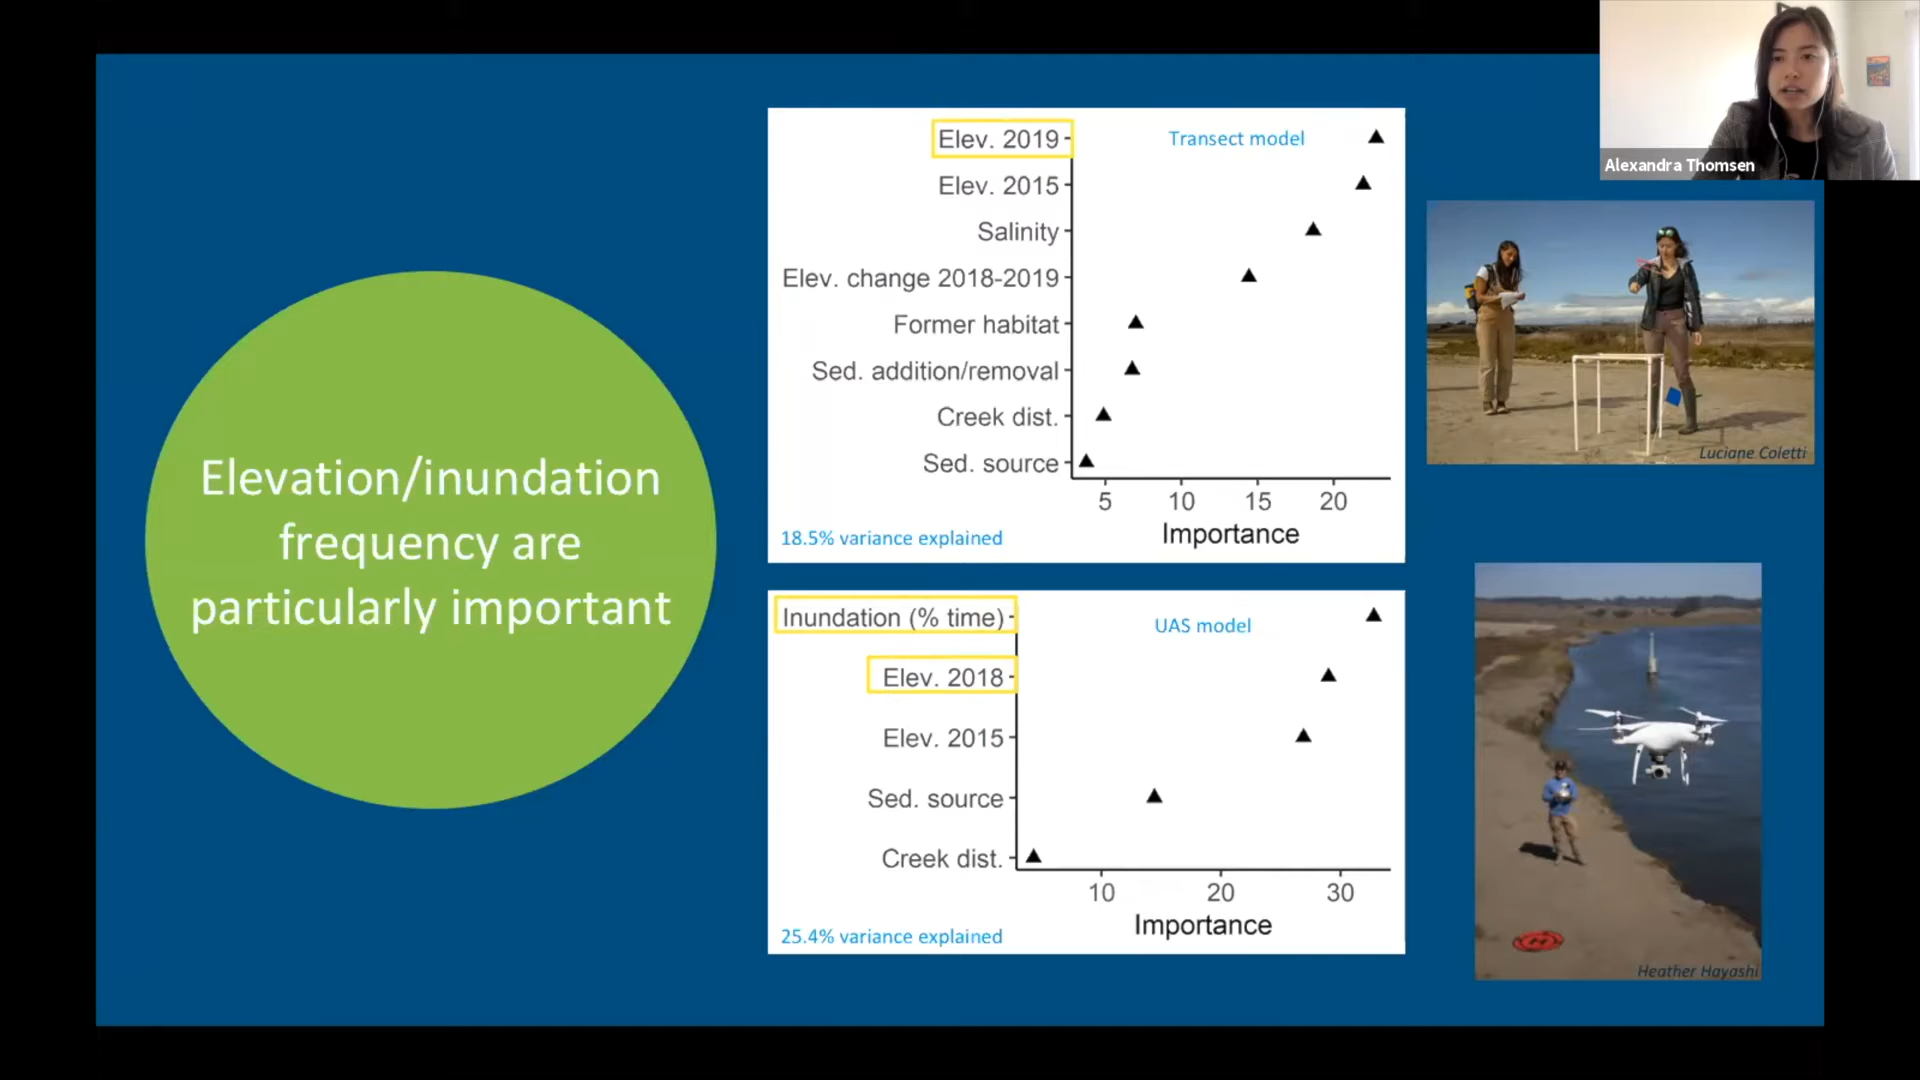 Alexandra Thomsen
Elevation/inundation
frequency are
particularly important
Elev. 2019
Transect model
Elev. 2015
Salinity
Elev. change 2018-2019
Former habitat
Sed. addition/removal
Creek dist.
Sed. source
5 10 15 20
Importance
18.5% variance explained
Inundation (% time)
UAS model
Elev. 2018
Elev. 2015
Sed. source
Creek dist.
10 20 30
Importance
25.4% variance explained
Luciane Coletti
Heather Hayashi